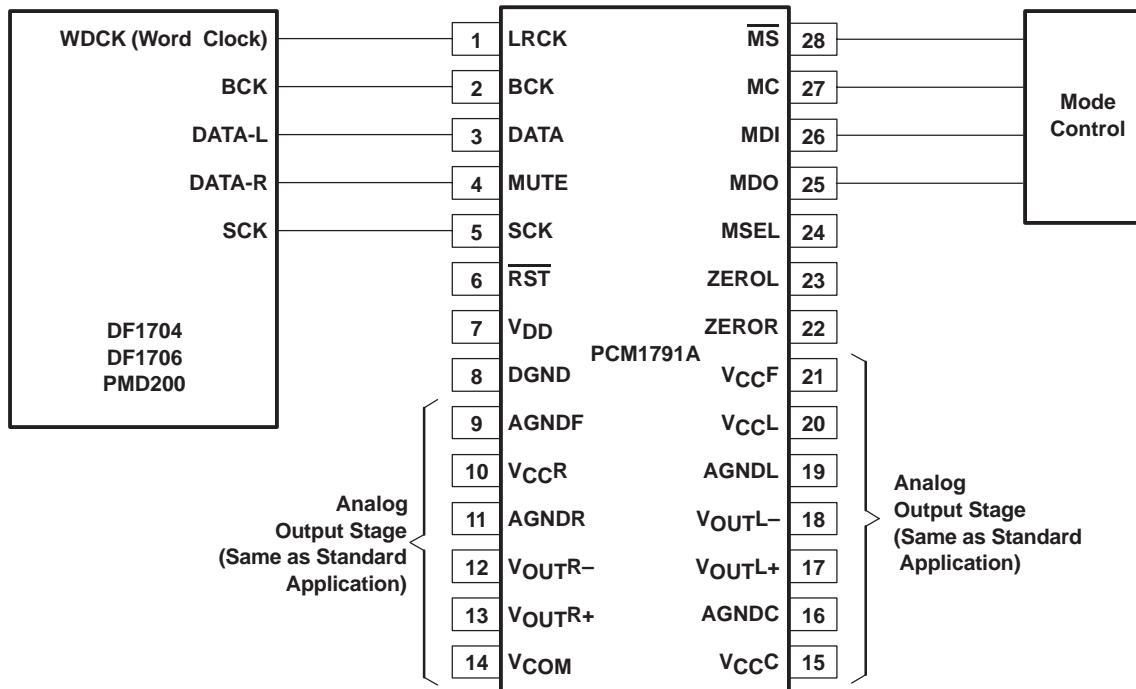 WDCK (Word Clock)
BCK
DATA-L
DATA-R
SCK
DF1704
DF1706
PMD200
1 LRCK
2 BCK
3 DATA
4 MUTE
5 SCK
6 RST
7 VDD
8 DGND
9 AGNDF
10 VCCR
11 AGNDR
12 VOUTR–
13 VOUTR+
14 VCOM
PCM1791A
MS 28
MC 27
MDI 26
MDO 25
MSEL 24
ZEROL 23
ZEROR 22
VCCF 21
VCCL 20
AGNDL 19
VOUTL– 18
VOUTL+ 17
AGNDC 16
VCCC 15
Mode
Control
Analog
Output Stage
(Same as Standard
Application)
Analog
Output Stage
(Same as Standard
Application)